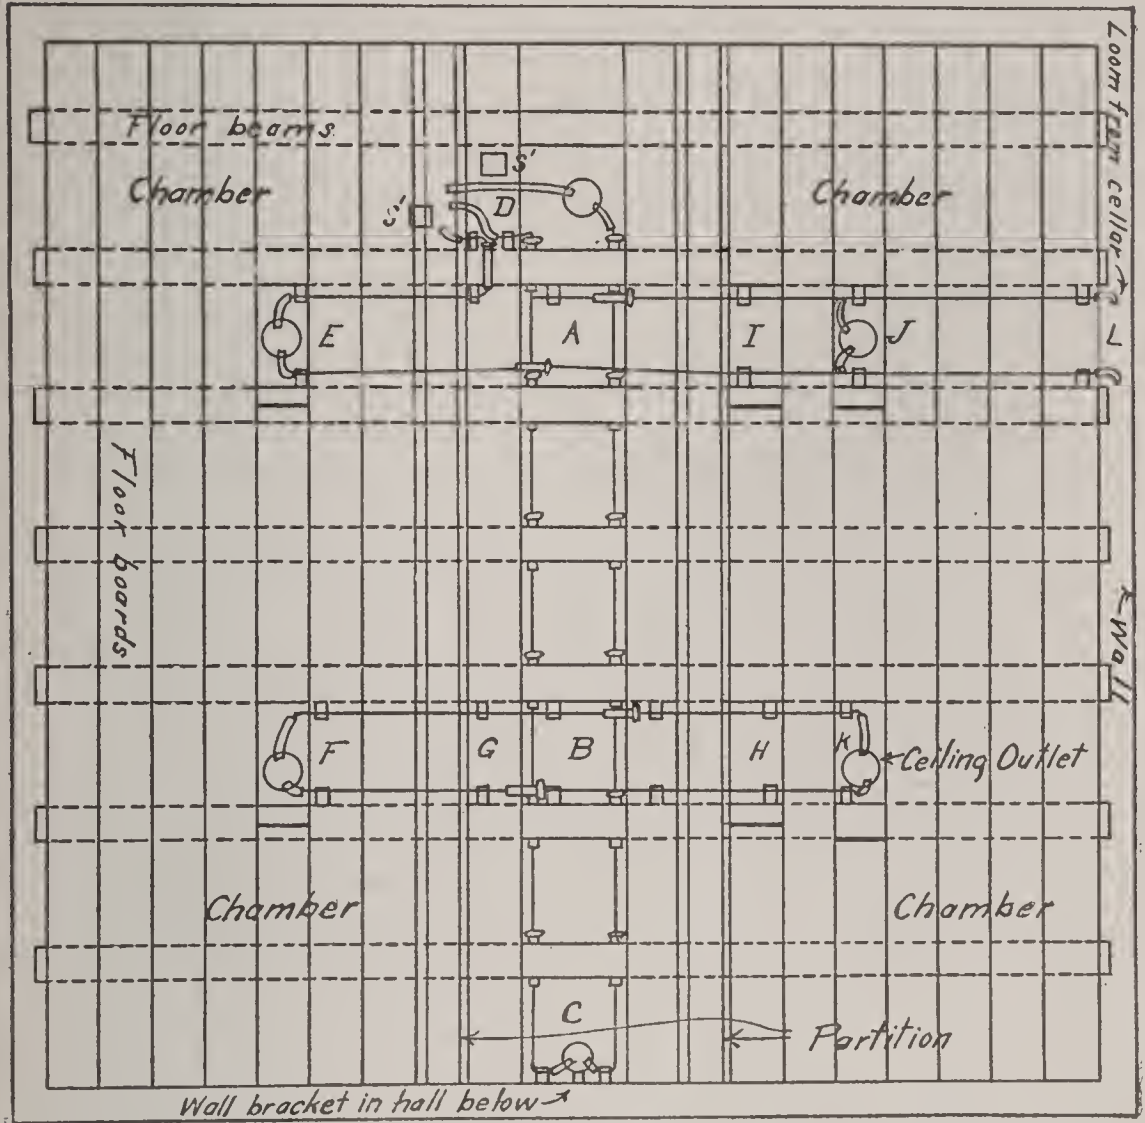 Loom from cellar
Floor beams.
Chamber
S'
Chamber
S'
D
E
A
I
J
L
Floor boards
Wall
F
G
B
H
K
Ceiling Outlet
Chamber
Chamber
C
Partition
Wall bracket in hall below